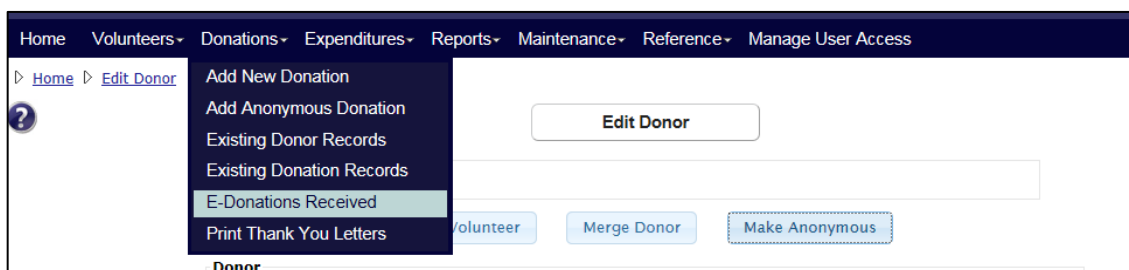 Home Volunteers Donations Expenditures Reports Maintenance Reference Manage User Access
Home Edit Donor
?
Add New Donation
Add Anonymous Donation
Existing Donor Records
Existing Donation Records
E-Donations Received
Print Thank You Letters
Edit Donor
Volunteer Merge Donor Make Anonymous
Donor